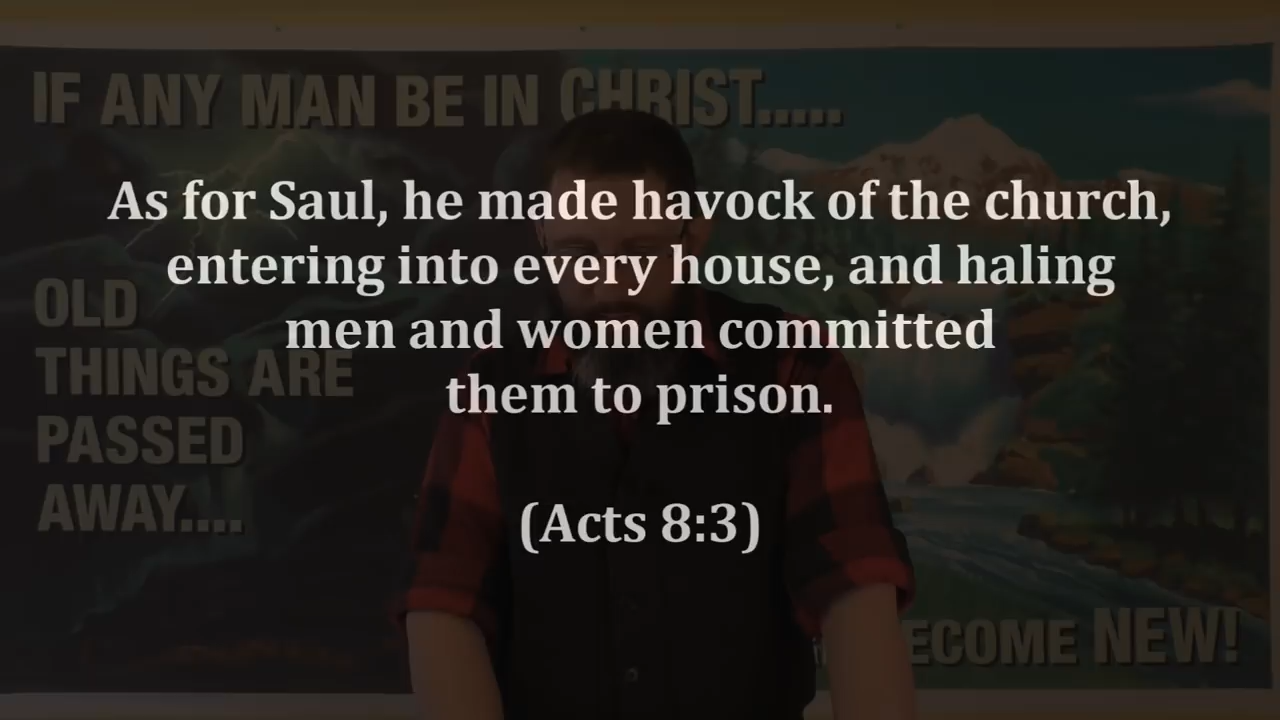 IF ANY MAN BE IN CHRIST.....
As for Saul, he made havock of the church,
entering into every house, and haling
men and women committed
them to prison.
(Acts 8:3)
OLD
THINGS ARE
PASSED
AWAY....
ECOME NEW!